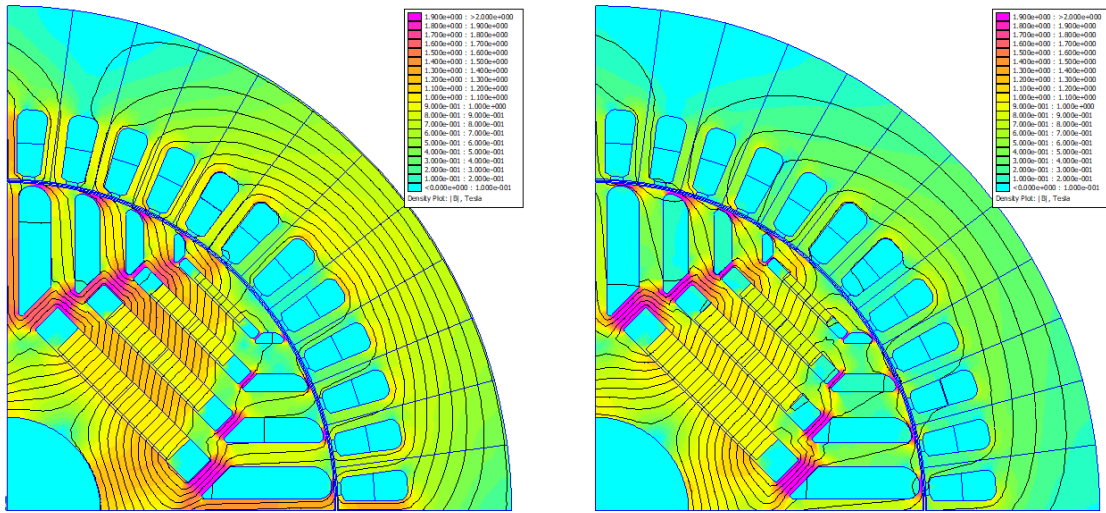 1.900e+000 : >2.000e+000
1.800e+000 : 1.900e+000
1.700e+000 : 1.800e+000
1.600e+000 : 1.700e+000
1.500e+000 : 1.600e+000
1.400e+000 : 1.500e+000
1.300e+000 : 1.400e+000
1.200e+000 : 1.300e+000
1.100e+000 : 1.200e+000
1.000e+000 : 1.100e+000
9.000e-001 : 1.000e+000
8.000e-001 : 9.000e-001
7.000e-001 : 8.000e-001
6.000e-001 : 7.000e-001
5.000e-001 : 6.000e-001
4.000e-001 : 5.000e-001
3.000e-001 : 4.000e-001
2.000e-001 : 3.000e-001
1.000e-001 : 2.000e-001
<0.000e+000 : 1.000e-001
Density Plot: |B|, Tesla
1.900e+000 : >2.000e+000
1.800e+000 : 1.900e+000
1.700e+000 : 1.800e+000
1.600e+000 : 1.700e+000
1.500e+000 : 1.600e+000
1.400e+000 : 1.500e+000
1.300e+000 : 1.400e+000
1.200e+000 : 1.300e+000
1.100e+000 : 1.200e+000
1.000e+000 : 1.100e+000
9.000e-001 : 1.000e+000
8.000e-001 : 9.000e-001
7.000e-001 : 8.000e-001
6.000e-001 : 7.000e-001
5.000e-001 : 6.000e-001
4.000e-001 : 5.000e-001
3.000e-001 : 4.000e-001
2.000e-001 : 3.000e-001
1.000e-001 : 2.000e-001
<0.000e+000 : 1.000e-001
Density Plot: |B|, Tesla